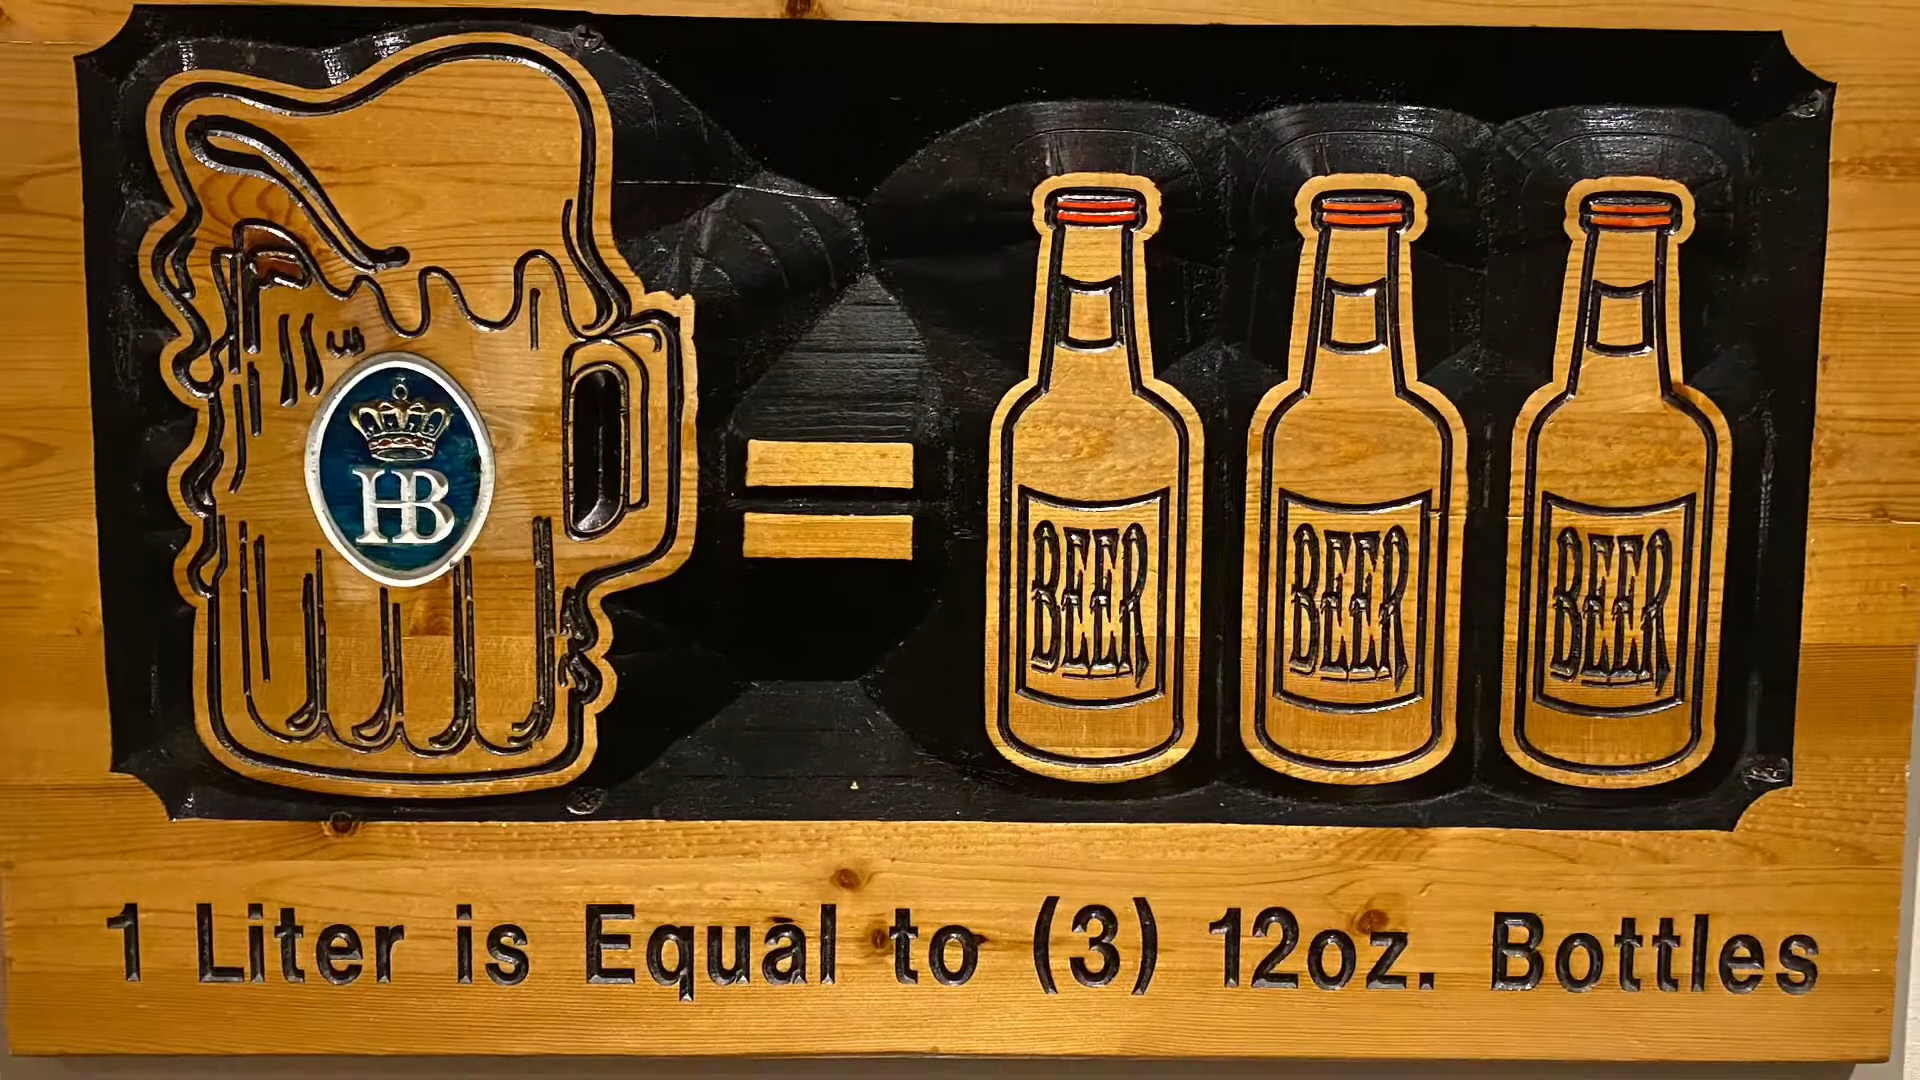 HB
BEER BEER BEER
1 Liter is Equal to (3) 12oz. Bottles